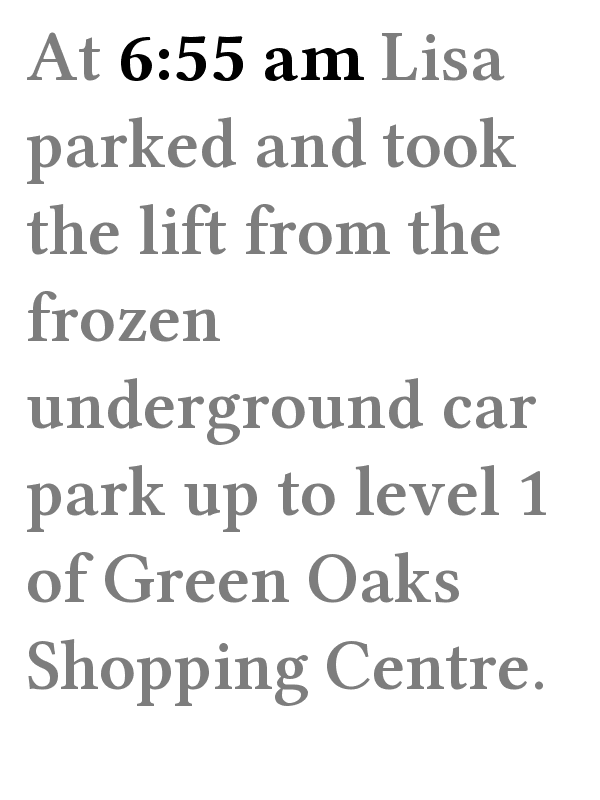 At 6:55 am Lisa
parked and took
the lift from the
frozen
underground car
park up to level 1
of Green Oaks
Shopping Centre.